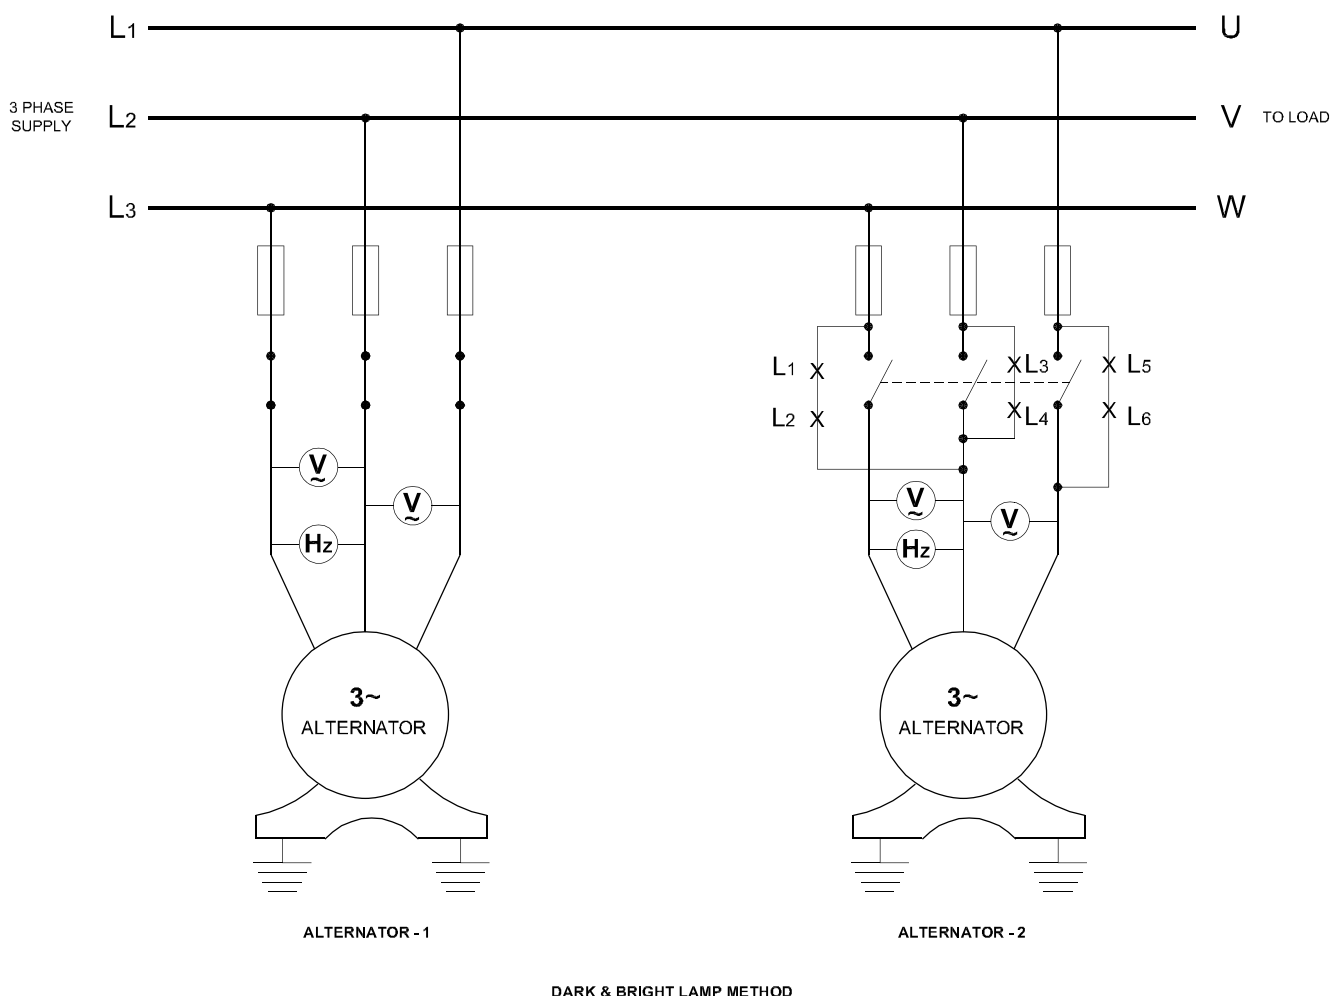 L1
U
3 PHASE
SUPPLY
L2
V
TO LOAD
L3
W
L1
L3
L5
L2
L4
L6
V
~
V
~
Hz
V
~
V
~
Hz
3~
ALTERNATOR
3~
ALTERNATOR
ALTERNATOR - 1
ALTERNATOR - 2
DARK & BRIGHT LAMP METHOD